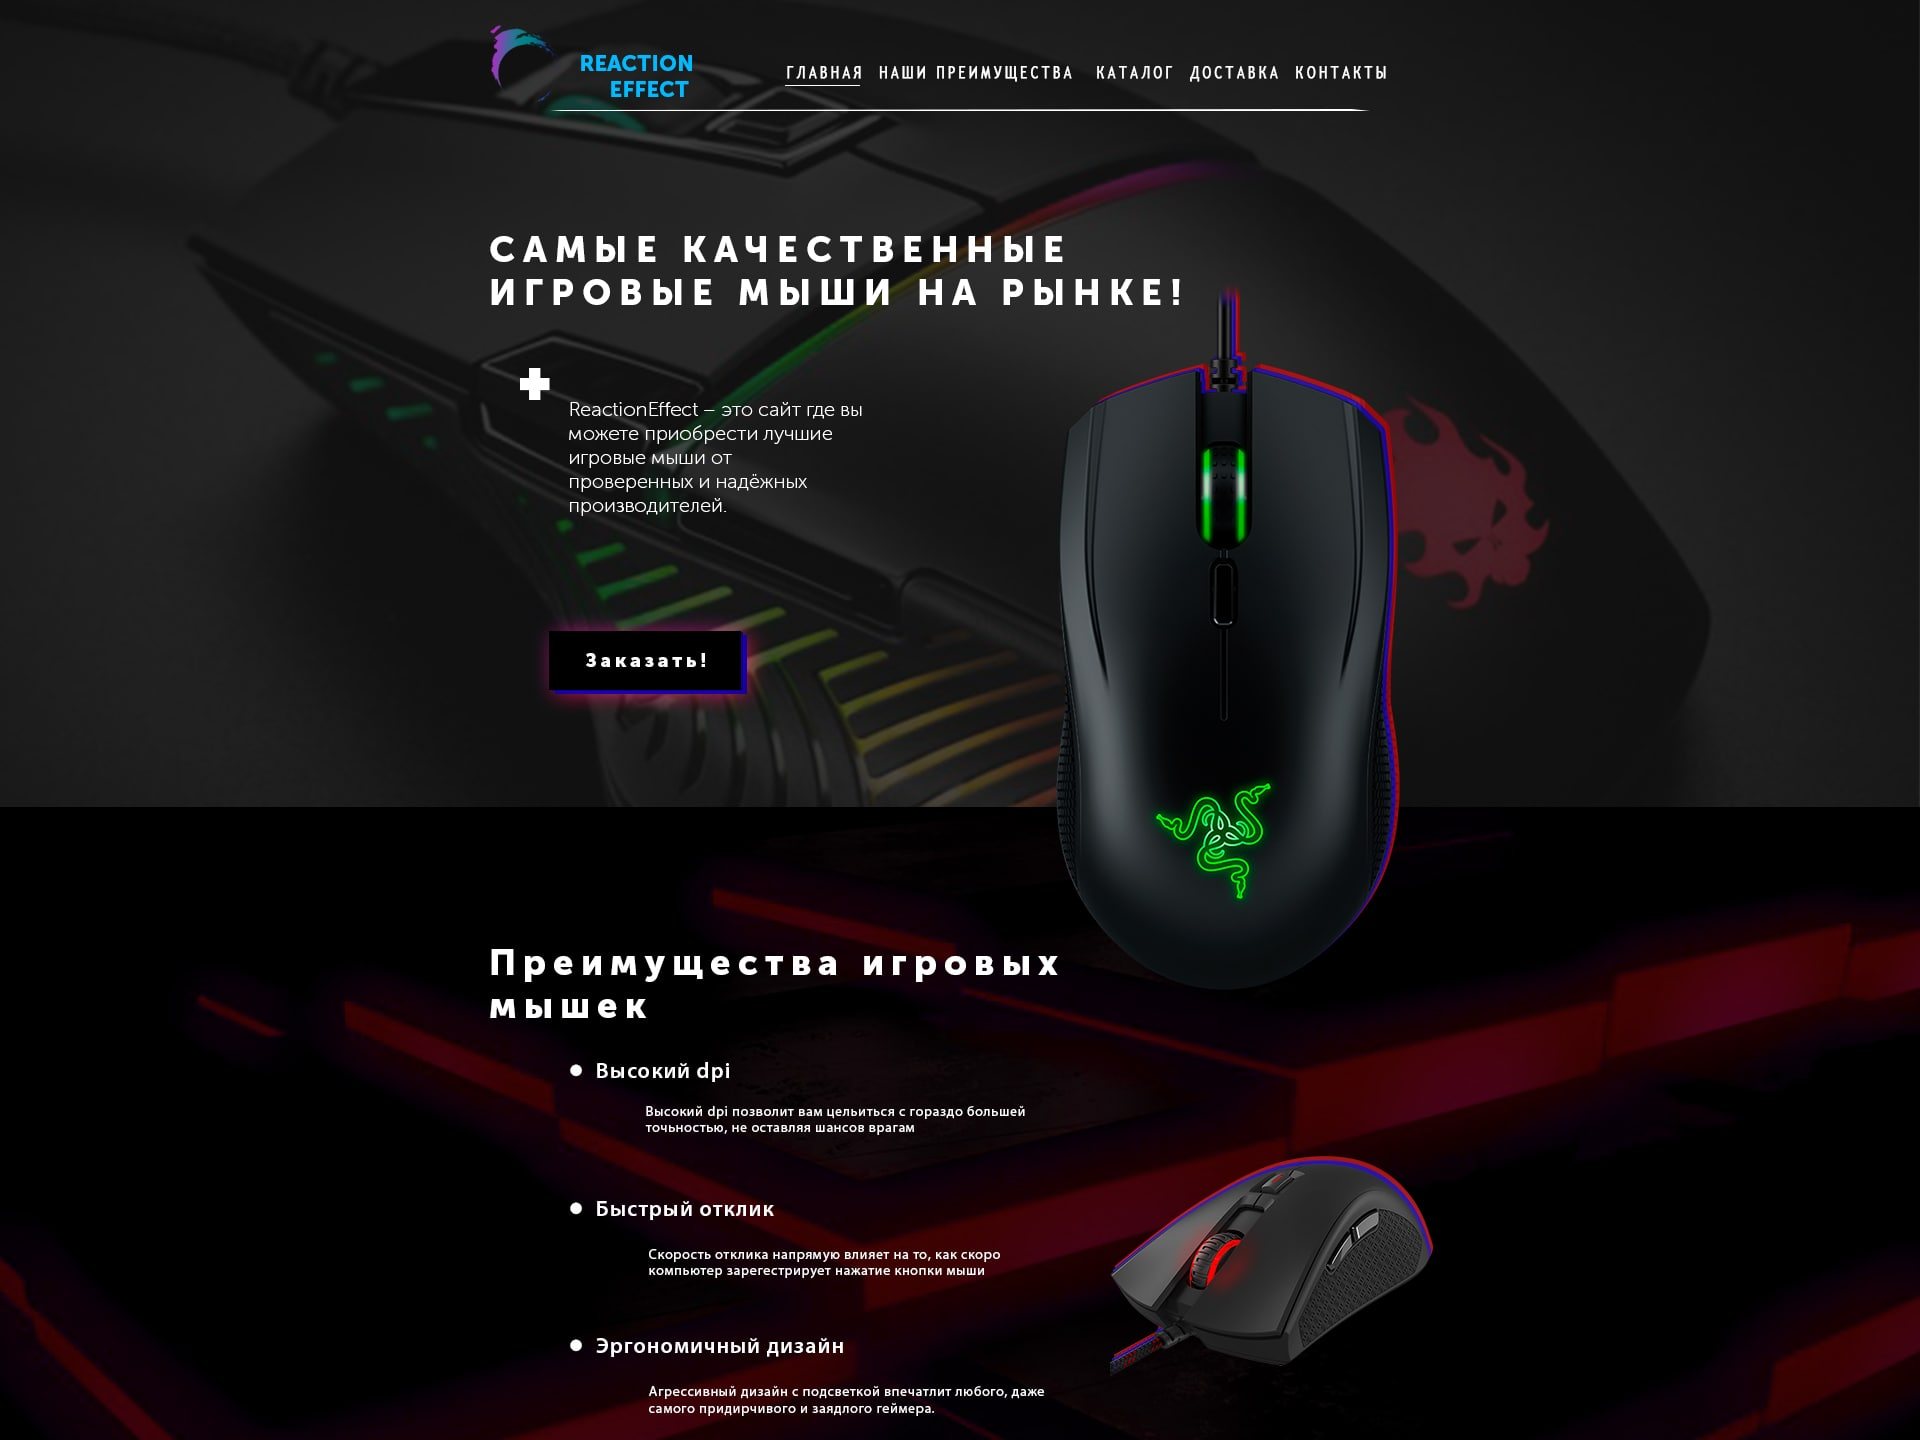 REACTION
EFFECT
ГЛАВНАЯ НАШИ ПРЕИМУЩЕСТВА КАТАЛОГ ДОСТАВКА КОНТАКТЫ
САМЫЕ КАЧЕСТВЕННЫЕ
ИГРОВЫЕ МЫШИ НА РЫНКЕ!
ReactionEffect – это сайт где вы
можете приобрести лучшие
игровые мыши от
проверенных и надёжных
производителей.
Заказать!
Преимущества игровых
мышек
Высокий dpi
Высокий dpi позволит вам цельиться с гораздо большей
точьностью, не оставляя шансов врагам
Быстрый отклик
Скорость отклика напрямую влияет на то, как скоро
компьютер зарегестрирует нажатие кнопки мыши
Эргономичный дизайн
Агрессивный дизайн с подсветкой впечатлит любого, даже
самого придирчивого и заядлого геймера.